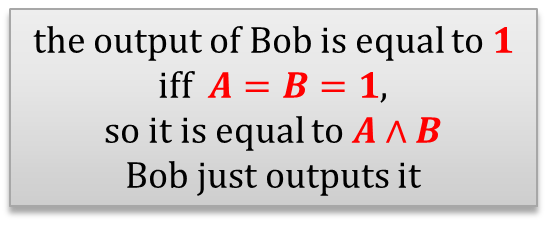 the output of Bob is equal to 1
iff A = B = 1,
so it is equal to A ∧ B
Bob just outputs it